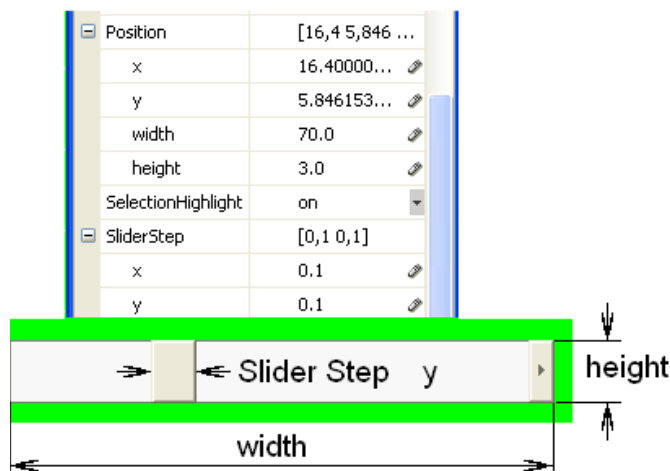 Position [16,4 5,846 ...
x 16.40000...
y 5.846153...
width 70.0
height 3.0
SelectionHighlight on
SliderStep [0,1 0,1]
x 0.1
y 0.1
Slider Step y
height
width